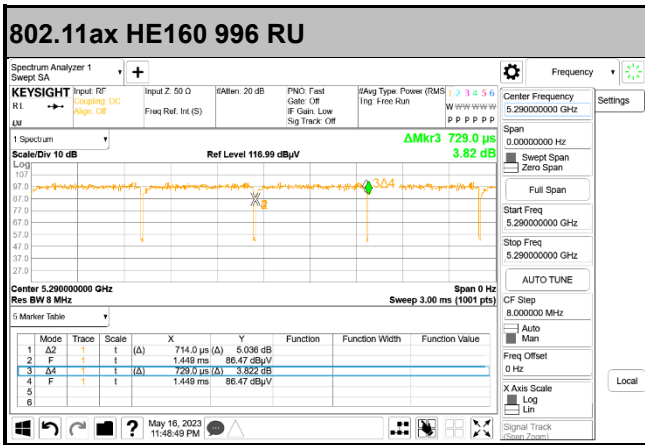 802.11ax HE160 996 RU
Spectrum Analyzer 1
Swept SA
Frequency
KEYSIGHT
RL
Input: RF
Coupling: DC
Align: Off
Input Z: 50 Ω
Freq Ref: Int (S)
#Atten: 20 dB
PNO: Fast
Gate: Off
IF Gain: Low
Sig Track: Off
#Avg Type: Power (RMS
Trig: Free Run
1 2 3 4 5 6
W W W W W W
P P P P P P
1 Spectrum
ΔMkr3 729.0 µs
3.82 dB
Scale/Div 10 dB
Ref Level 116.99 dBµV
Log
107
97.0
87.0
77.0
67.0
57.0
47.0
37.0
27.0
3Δ4
Center 5.290000000 GHz
Span 0 Hz
Res BW 8 MHz
Sweep 3.00 ms (1001 pts)
5 Marker Table
Mode Trace Scale X Y Function Function Width Function Value
1 Δ2 1 t (Δ) 714.0 µs (Δ) 5.036 dB
2 F 1 t 1.449 ms 86.47 dBµV
3 Δ4 1 t (Δ) 729.0 µs (Δ) 3.822 dB
4 F 1 t 1.449 ms 86.47 dBµV
5
6
May 16, 2023
11:48:49 PM
Center Frequency
5.290000000 GHz
Settings
Span
0.00000000 Hz
Swept Span
Zero Span
Full Span
Start Freq
5.290000000 GHz
Stop Freq
5.290000000 GHz
AUTO TUNE
CF Step
8.000000 MHz
Auto
Man
Freq Offset
0 Hz
X Axis Scale
Log
Lin
Local
Signal Track
(Span Zoom)